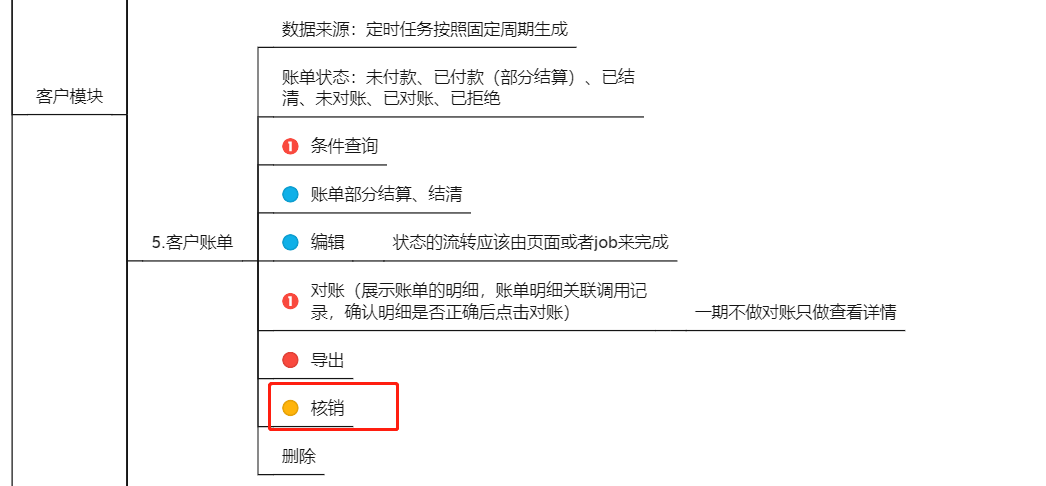 数据来源：定时任务按照固定周期生成
账单状态：未付款、已付款（部分结算）、已结
清、未对账、已对账、已拒绝
客户模块
1 条件查询
账单部分结算、结清
5.客户账单
编辑
状态的流转应该由页面或者job来完成
1 对账（展示账单的明细，账单明细关联调用记
录，确认明细是否正确后点击对账）
一期不做对账只做查看详情
导出
核销
删除